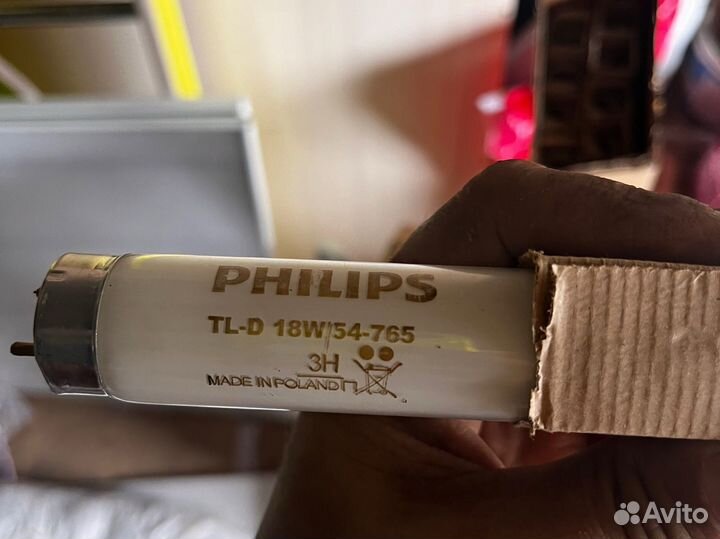 PHILIPS
TL-D 18W/54-765
3H
MADE IN POLAND
Avito